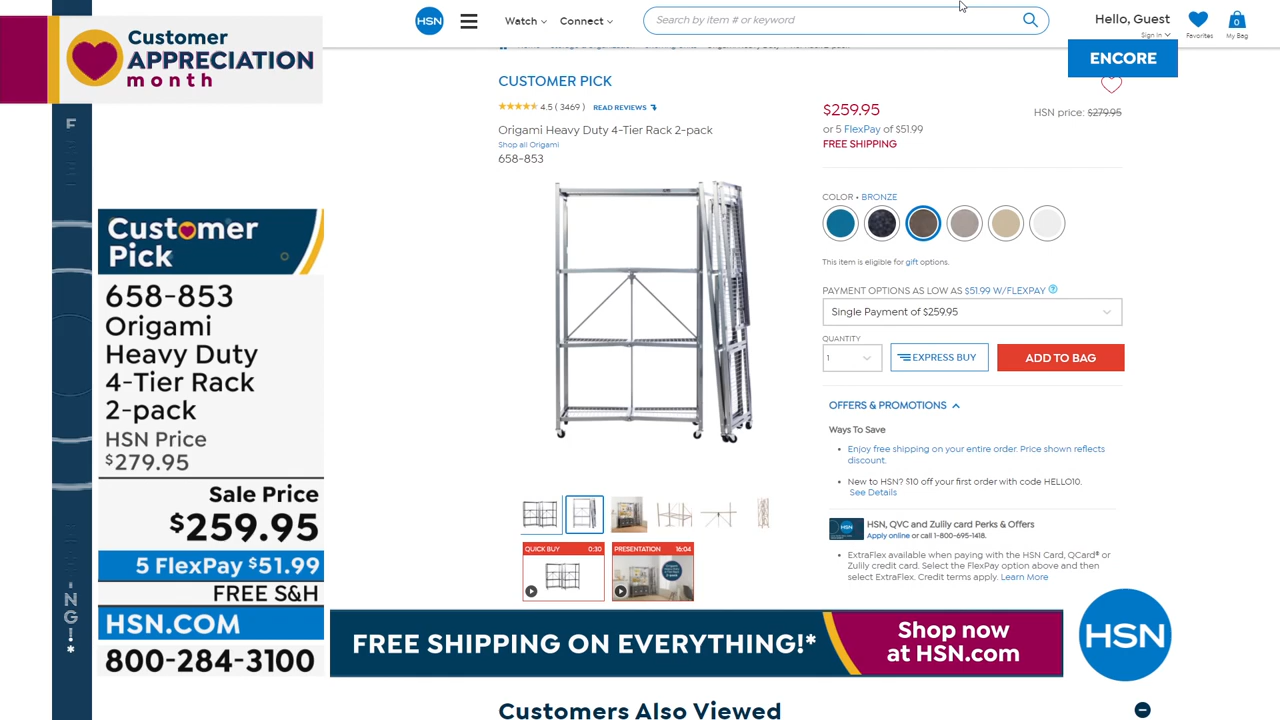 Customer
APPRECIATION
month
F
ING!*
Customer
Pick
658-853
Origami
Heavy Duty
4-Tier Rack
2-pack
HSN Price
$279.95
Sale Price
$259.95
5 FlexPay $51.99
FREE S&H
HSN.COM
800-284-3100
HSN
Watch
Connect
Search by item # or keyword
Hello, Guest
Sign in
Favorites
0
My Bag
ENCORE
CUSTOMER PICK
4.5 ( 3469 ) READ REVIEWS
Origami Heavy Duty 4-Tier Rack 2-pack
Shop all Origami
658-853
$259.95
HSN price: $279.95
or 5 FlexPay of $51.99
FREE SHIPPING
COLOR • BRONZE
This item is eligible for gift options.
PAYMENT OPTIONS AS LOW AS $51.99 W/FLEXPAY ?
Single Payment of $259.95
QUANTITY
1
EXPRESS BUY
ADD TO BAG
OFFERS & PROMOTIONS
Ways To Save
• Enjoy free shipping on your entire order. Price shown reflects
discount.
• New to HSN? $10 off your first order with code HELLO10.
See Details
HSN, QVC and Zulily card Perks & Offers
Apply online or call 1-800-695-1418.
• ExtraFlex available when paying with the HSN Card, QCard® or
Zulily credit card. Select the FlexPay option above and then
select ExtraFlex. Credit terms apply. Learn More
QUICK BUY 0:30
PRESENTATION 16:04
FREE SHIPPING ON EVERYTHING!*
Shop now
at HSN.com
HSN
Customers Also Viewed